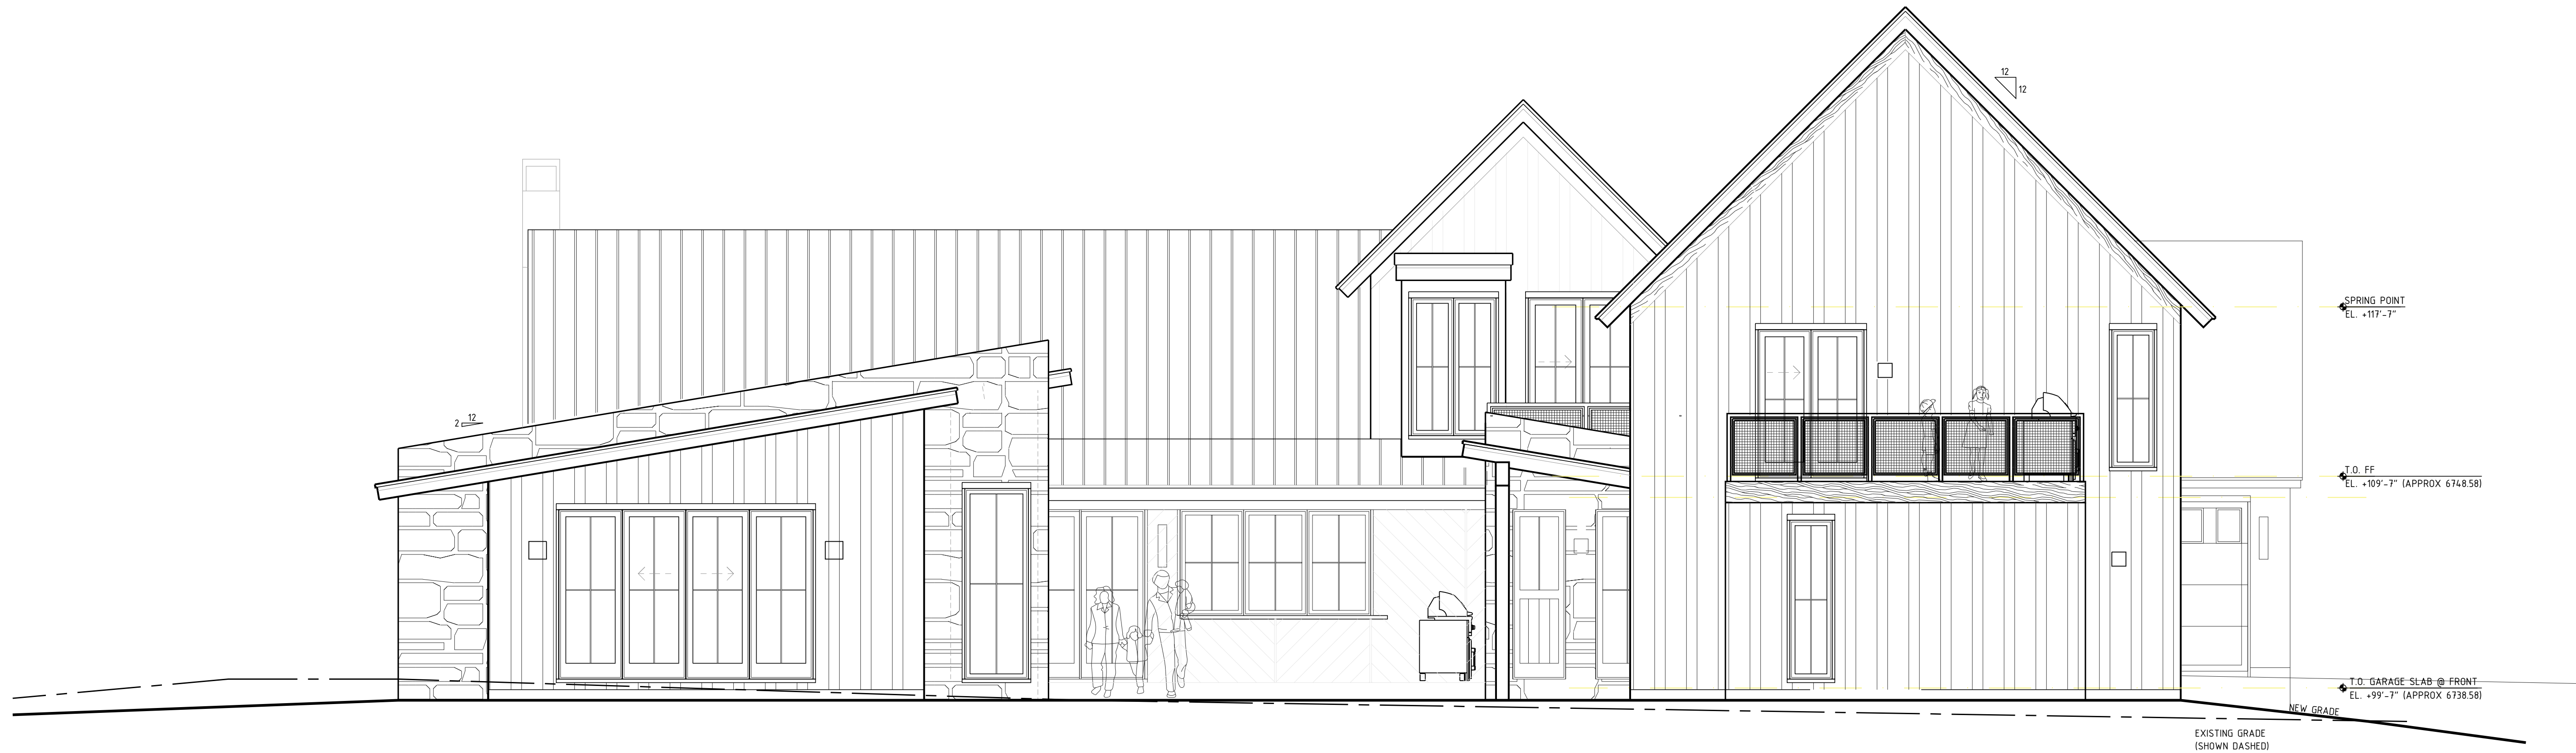 12
12
SPRING POINT
EL. +117'-7"
12
2
T.O. FF
EL. +109'-7" (APPROX 6748.58)
T.O. GARAGE SLAB @ FRONT
EL. +99'-7" (APPROX 6738.58)
NEW GRADE
EXISTING GRADE
(SHOWN DASHED)